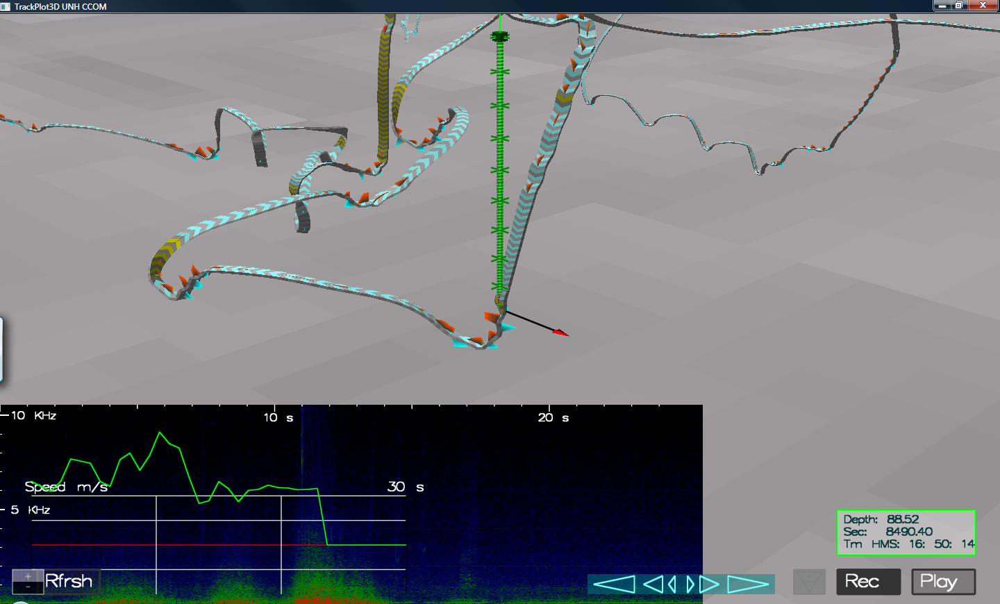 TrackPlot3D UNH CCOM
10 KHz
10 s
20 s
Speed m/s
30 s
5 KHz
Depth: 88.52
Sec: 8490.40
Tm HMS: 16: 50: 14
+
-
Rfrsh
Rec
Play